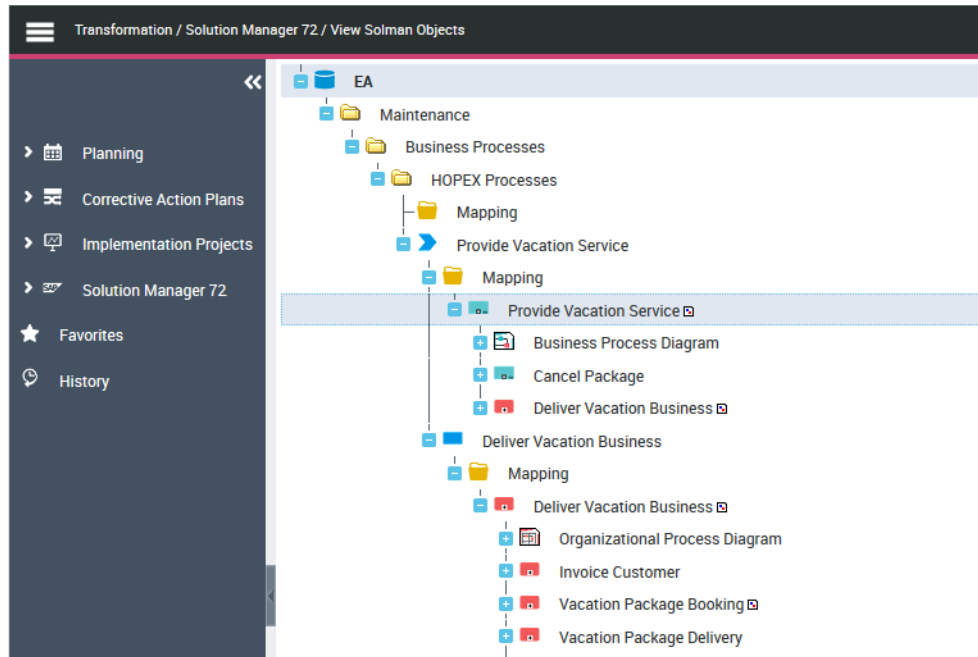 Transformation / Solution Manager 72 / View Solman Objects
EA
Maintenance
Planning
Business Processes
Corrective Action Plans
HOPEX Processes
Mapping
Implementation Projects
Provide Vacation Service
Mapping
Solution Manager 72
Provide Vacation Service
Favorites
Business Process Diagram
History
Cancel Package
Deliver Vacation Business
Deliver Vacation Business
Mapping
Deliver Vacation Business
Organizational Process Diagram
Invoice Customer
Vacation Package Booking
Vacation Package Delivery